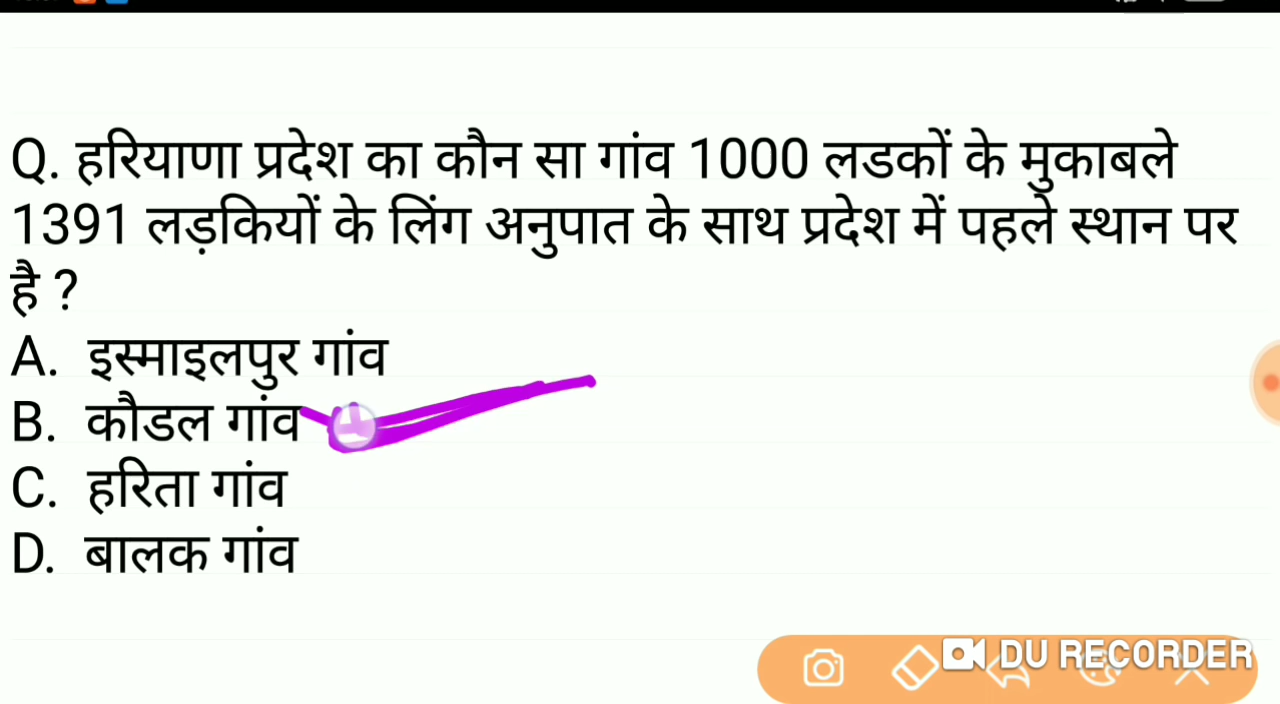 Q. हरियाणा प्रदेश का कौन सा गांव 1000 लडकों के मुकाबले
1391 लड़कियों के लिंग अनुपात के साथ प्रदेश में पहले स्थान पर
है ?
A. इस्माइलपुर गांव
B. कौडल गांव
C. हरिता गांव
D. बालक गांव
DU RECORDER